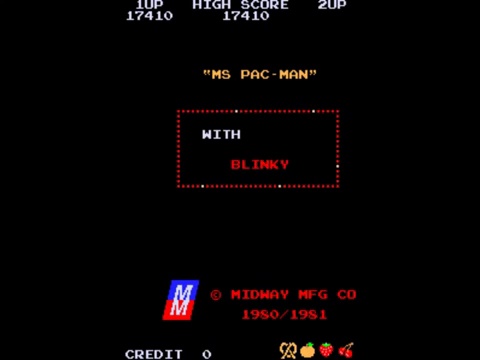 1UP HIGH SCORE 2UP
17410 17410
"MS PAC-MAN"
WITH
BLINKY
MM © MIDWAY MFG CO
1980/1981
CREDIT 0